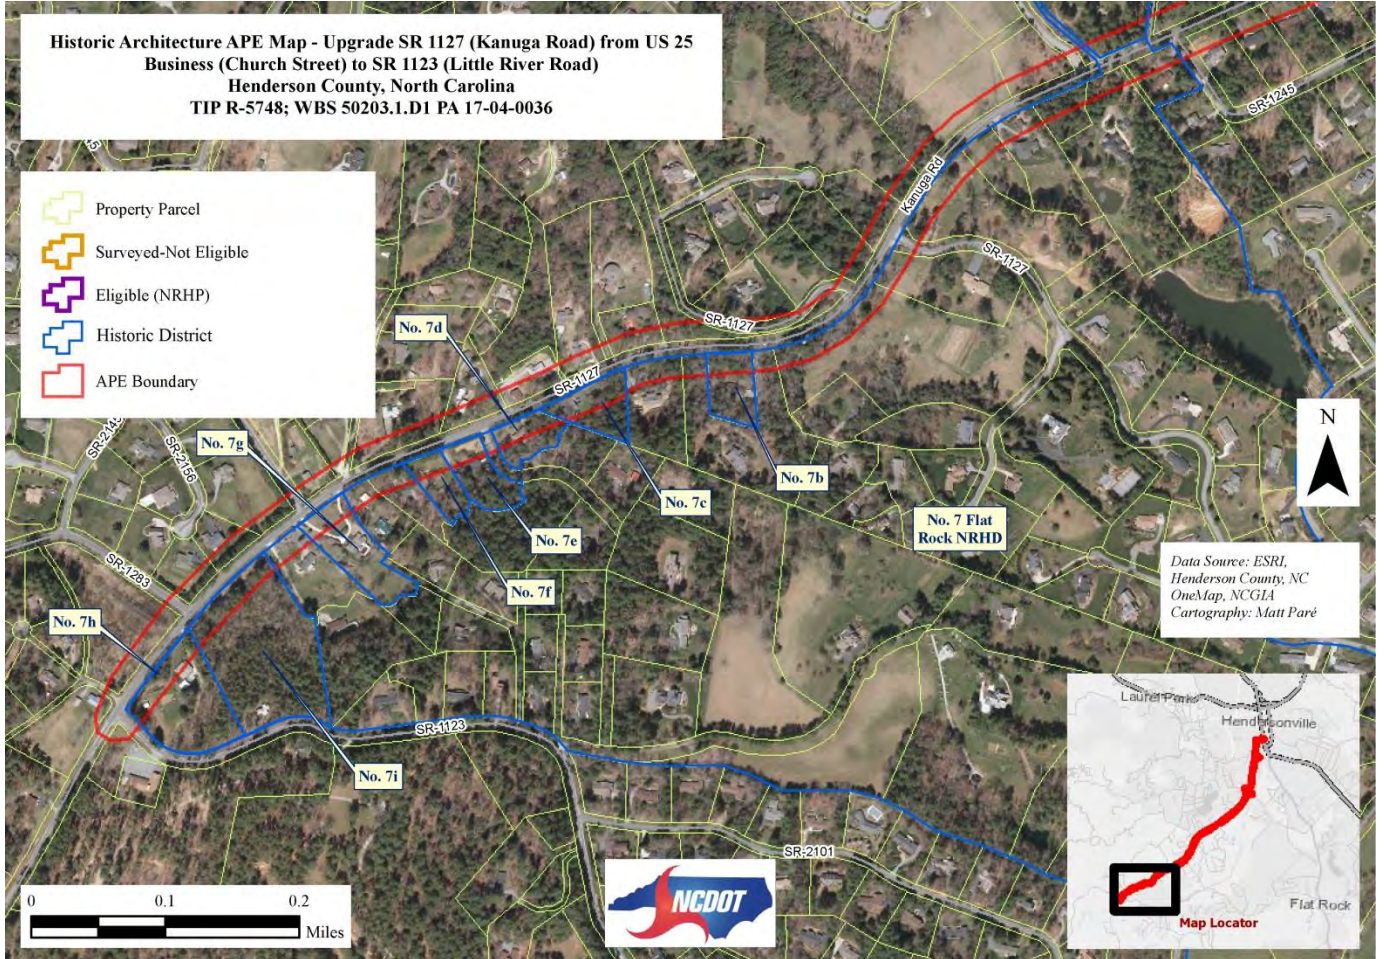 Historic Architecture APE Map - Upgrade SR 1127 (Kanuga Road) from US 25
Business (Church Street) to SR 1123 (Little River Road)
Henderson County, North Carolina
TIP R-5748; WBS 50203.1.D1 PA 17-04-0036
Property Parcel
Surveyed-Not Eligible
Eligible (NRHP)
Historic District
APE Boundary
SR-1245
Kanuga Rd
SR-1127
SR-1127
SR-1127
No. 7d
No. 7g
SR-2156
No. 7b
No. 7c
No. 7e
No. 7f
No. 7 Flat
Rock NRHD
N
SR-1283
No. 7h
Data Source: ESRI,
Henderson County, NC
OneMap, NCGIA
Cartography: Matt Paré
SR-1123
No. 7i
SR-2101
Laurel Park
Hendersonville
Flat Rock
Map Locator
0 0.1 0.2
Miles
NCDOT